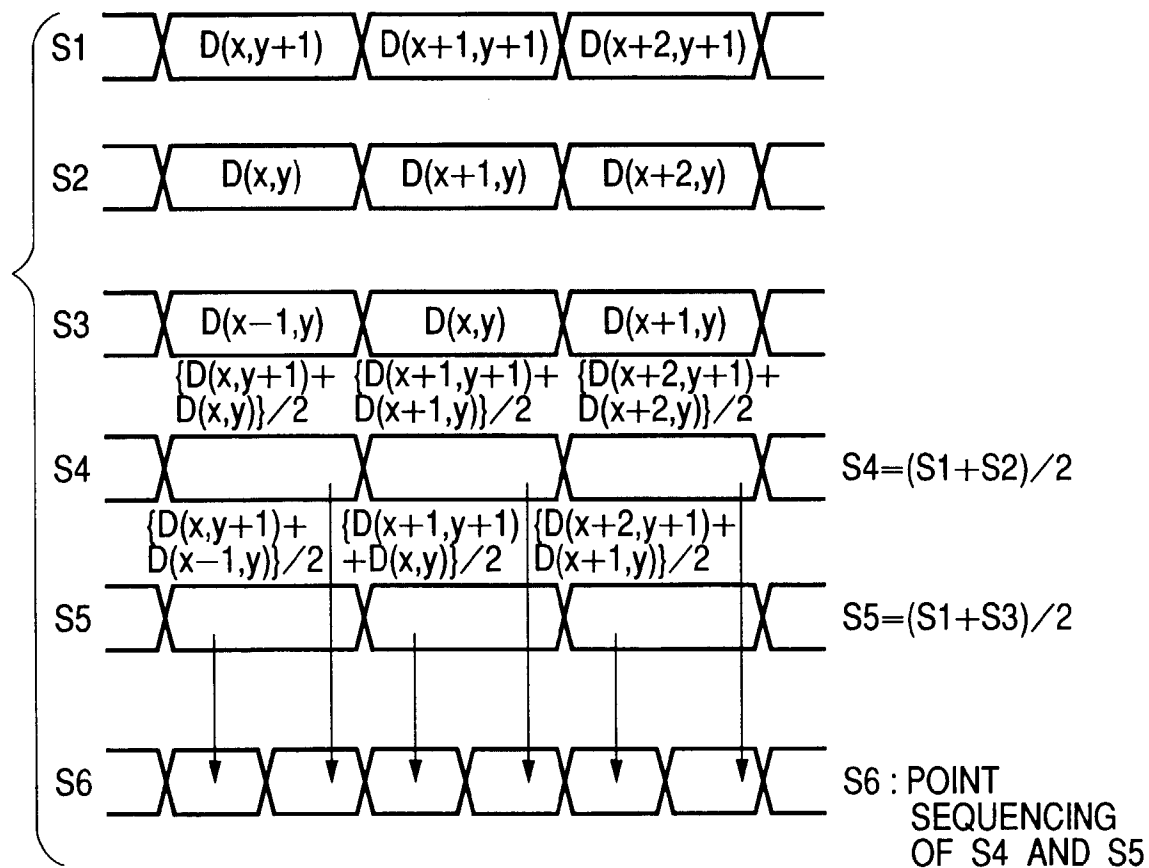 S1 D(x,y+1) D(x+1,y+1) D(x+2,y+1)
S2 D(x,y) D(x+1,y) D(x+2,y)
S3 D(x−1,y) D(x,y) D(x+1,y)
{D(x,y+1)+ {D(x+1,y+1)+ {D(x+2,y+1)+
D(x,y)}/2 D(x+1,y)}/2 D(x+2,y)}/2
S4 S4=(S1+S2)/2
{D(x,y+1)+ {D(x+1,y+1) {D(x+2,y+1)+
D(x−1,y)}/2 +D(x,y)}/2 D(x+1,y)}/2
S5 S5=(S1+S3)/2
S6 S6 : POINT
SEQUENCING
OF S4 AND S5